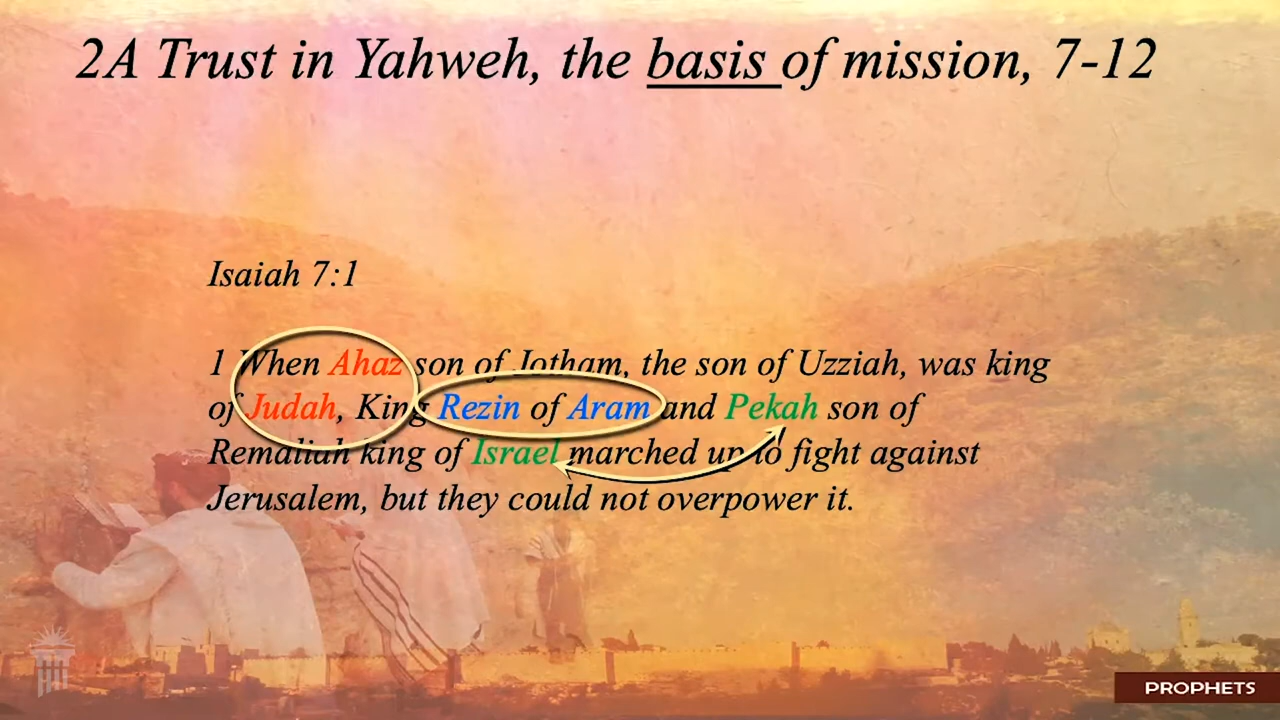 2A Trust in Yahweh, the basis of mission, 7-12
Isaiah 7:1
1 When Ahaz son of Jotham, the son of Uzziah, was king
of Judah, King Rezin of Aram and Pekah son of
Remaliah king of Israel marched up to fight against
Jerusalem, but they could not overpower it.
PROPHETS